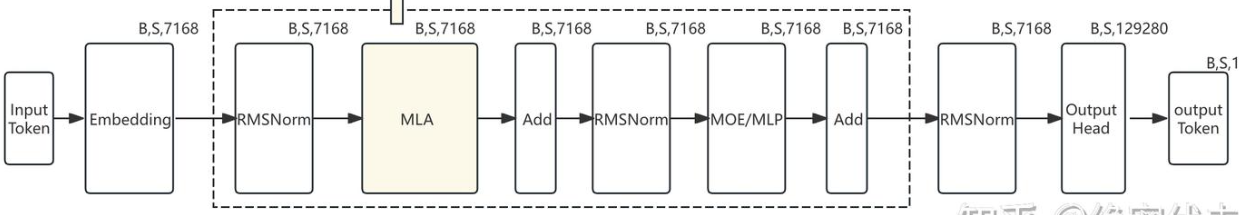 B,S,7168
B,S,7168
B,S,7168
B,S,7168
B,S,7168
B,S,7168
B,S,7168
B,S,7168
B,S,129280
B,S,1
Input
Token
Embedding
RMSNorm
MLA
Add
RMSNorm
MOE/MLP
Add
RMSNorm
Output
Head
output
Token